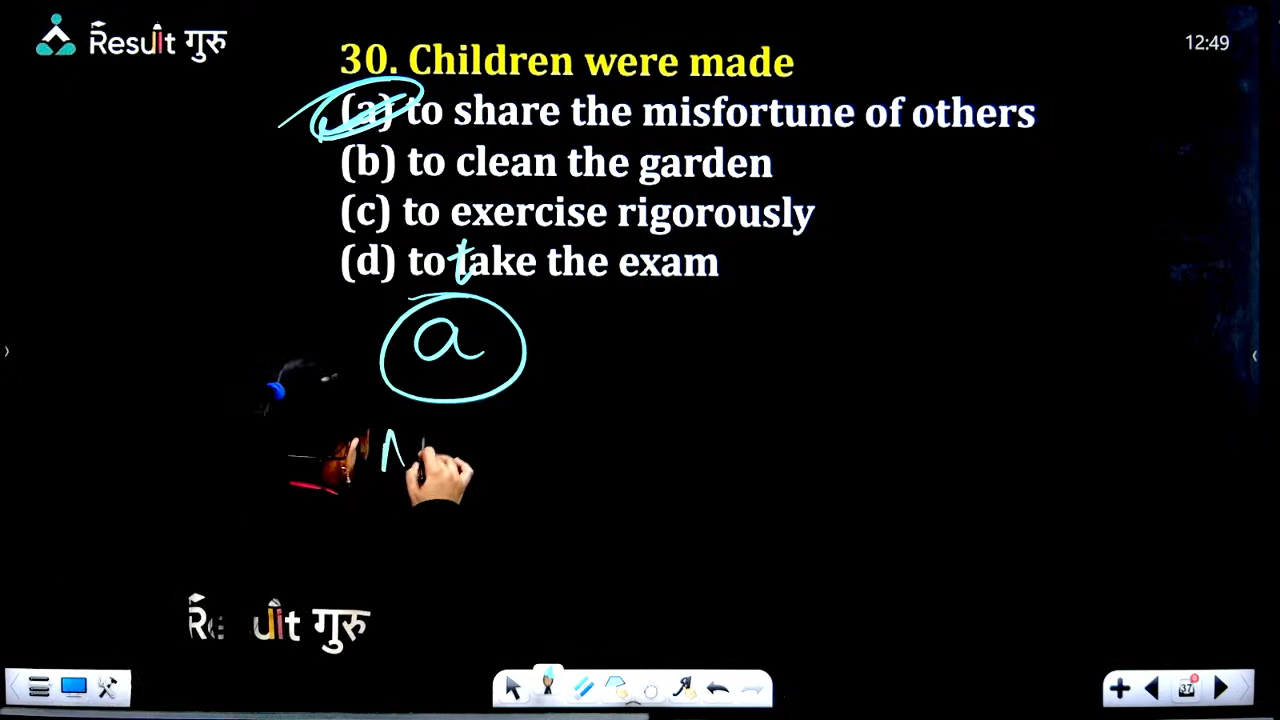 Result गुरु
12:49
30. Children were made
(a) to share the misfortune of others
(b) to clean the garden
(c) to exercise rigorously
(d) to take the exam
a
37
गुरु